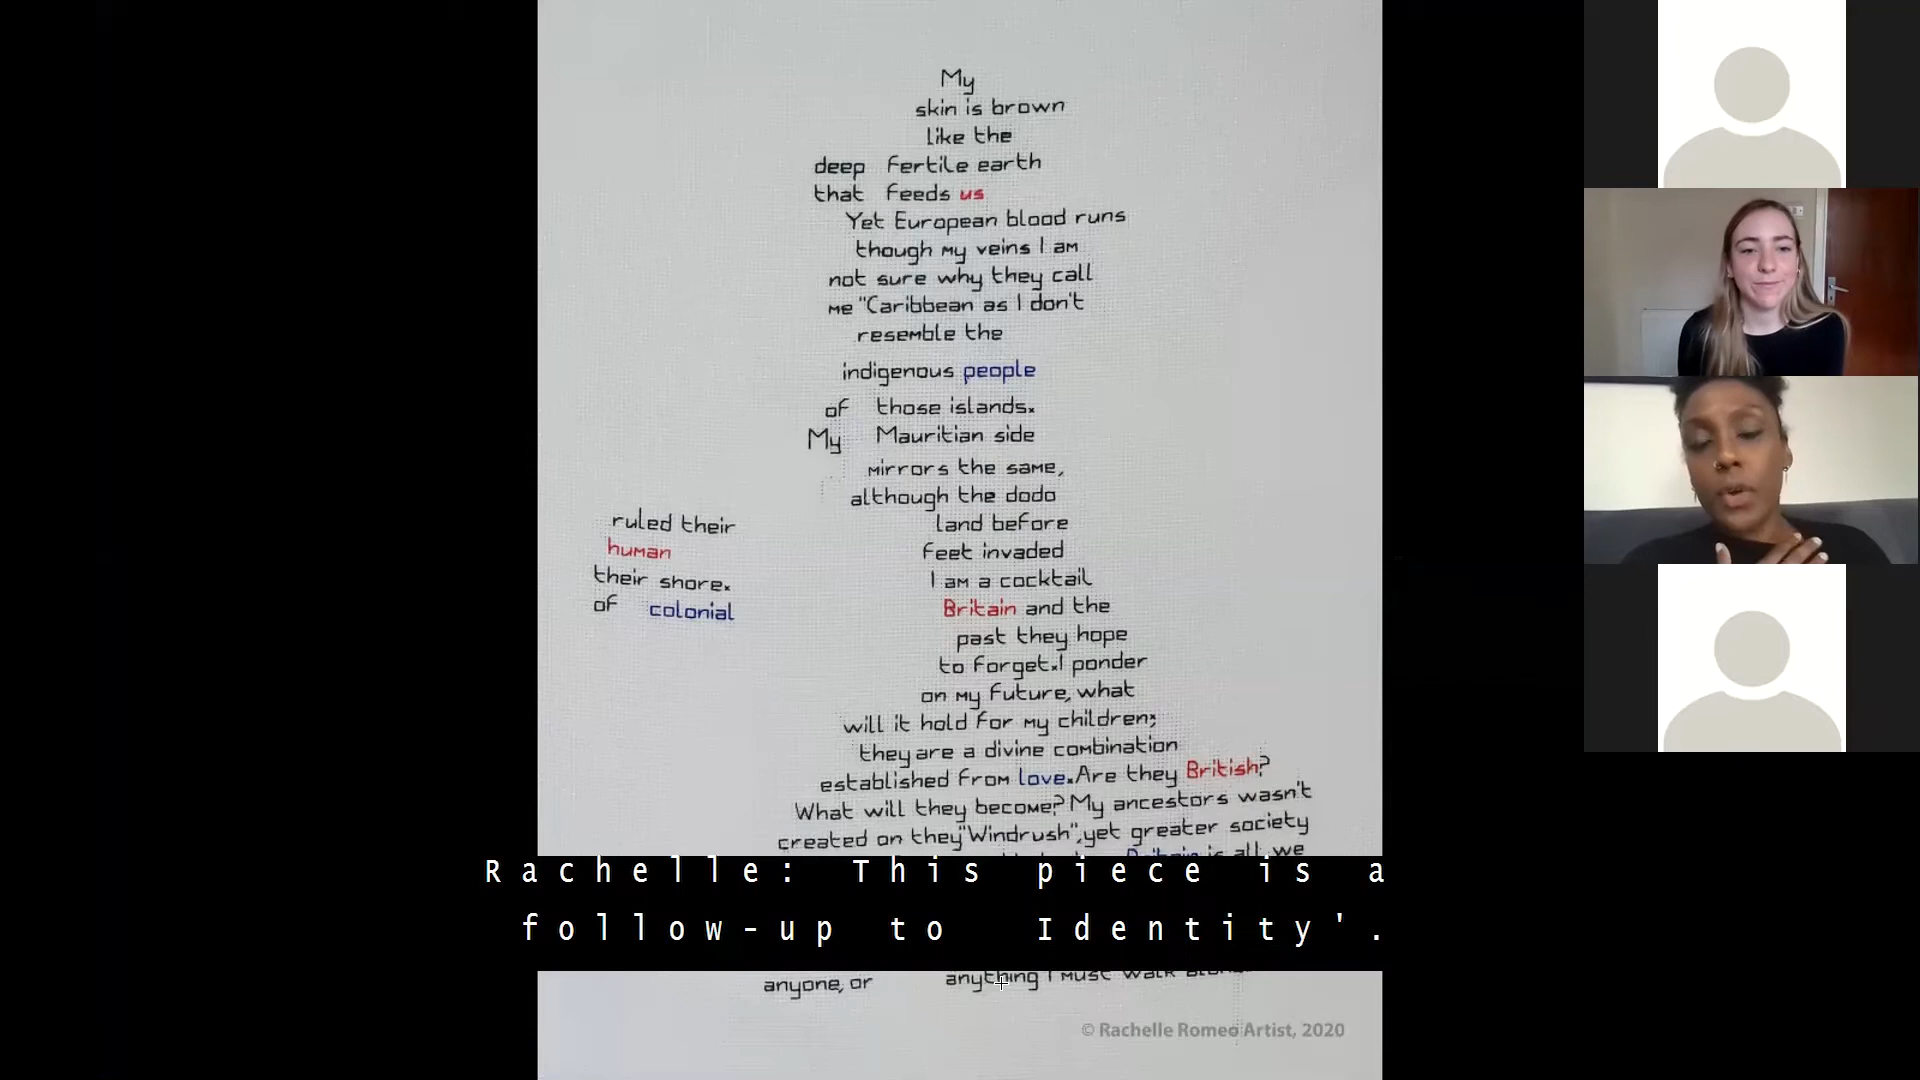 My
skin is brown
like the
deep fertile earth
that feeds us
Yet European blood runs
though my veins I am
not sure why they call
me "Caribbean as I don't
resemble the
indigenous people
of those islands.
My Mauritian side
mirrors the same,
although the dodo
ruled their land before
human feet invaded
their shore. I am a cocktail
of colonial Britain and the
past they hope
to forget. I ponder
on my future, what
will it hold for my children;
they are a divine combination
established from love. Are they British?
What will they become? My ancestors wasn't
created on they "Windrush", yet greater society
Britain is all we
Rachelle: This piece is a
follow-up to Identity'.
anyone, or anything I must walk
© Rachelle Romeo Artist, 2020